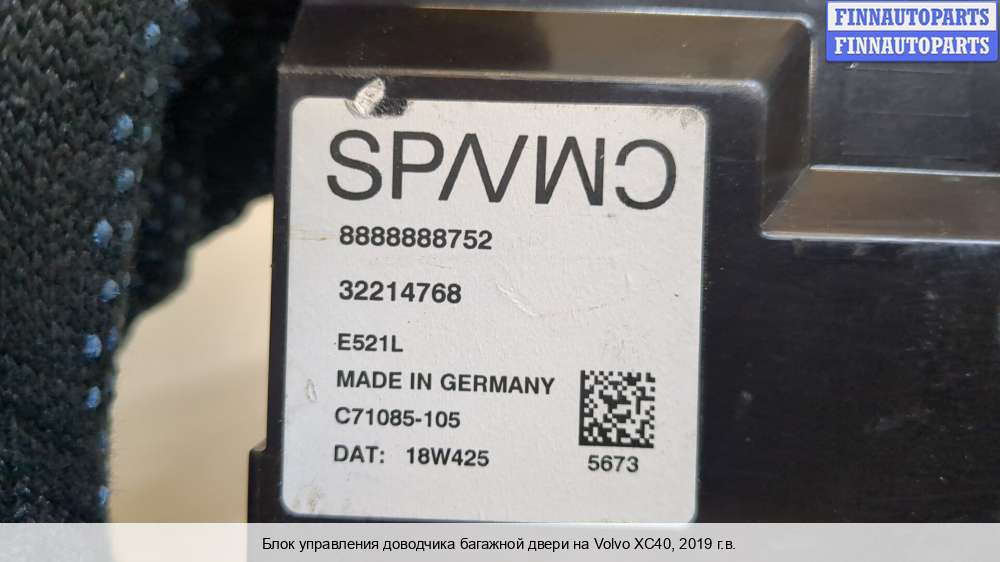 FINNAUTOPARTS
FINNAUTOPARTS
8888888752
32214768
E521L
MADE IN GERMANY
C71085-105
DAT: 18W425
5673
Блок управления доводчика багажной двери на Volvo XC40, 2019 г.в.